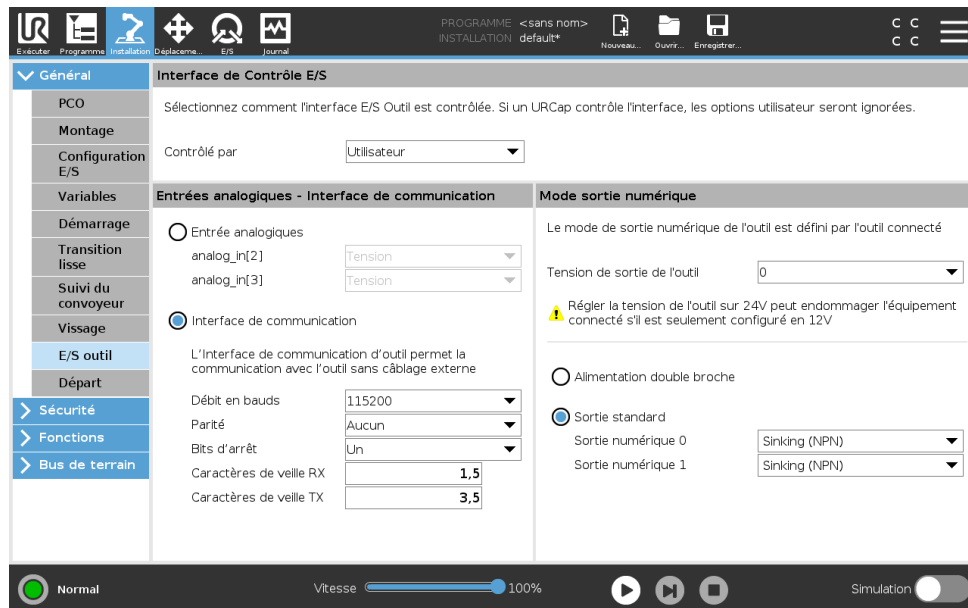 PROGRAMME <sans nom>
INSTALLATION default*
UR
Exécuter Programme Installation Déplaceme... E/S Journal Nouveau... Ouvrir... Enregistrer...
C C
C C
Général
PCO
Montage
Configuration
E/S
Variables
Démarrage
Transition
lisse
Suivi du
convoyeur
Vissage
E/S outil
Départ
Sécurité
Fonctions
Bus de terrain
Interface de Contrôle E/S
Sélectionnez comment l'interface E/S Outil est contrôlée. Si un URCap contrôle l'interface, les options utilisateur seront ignorées.
Contrôlé par Utilisateur
Entrées analogiques - Interface de communication
Entrée analogiques
analog_in[2] Tension
analog_in[3] Tension
Interface de communication
L'Interface de communication d'outil permet la
communication avec l'outil sans câblage externe
Débit en bauds 115200
Parité Aucun
Bits d'arrêt Un
Caractères de veille RX 1,5
Caractères de veille TX 3,5
Mode sortie numérique
Le mode de sortie numérique de l'outil est défini par l'outil connecté
Tension de sortie de l'outil 0
Régler la tension de l'outil sur 24V peut endommager l'équipement
connecté s'il est seulement configuré en 12V
Alimentation double broche
Sortie standard
Sortie numérique 0 Sinking (NPN)
Sortie numérique 1 Sinking (NPN)
Normal Vitesse 100% Simulation